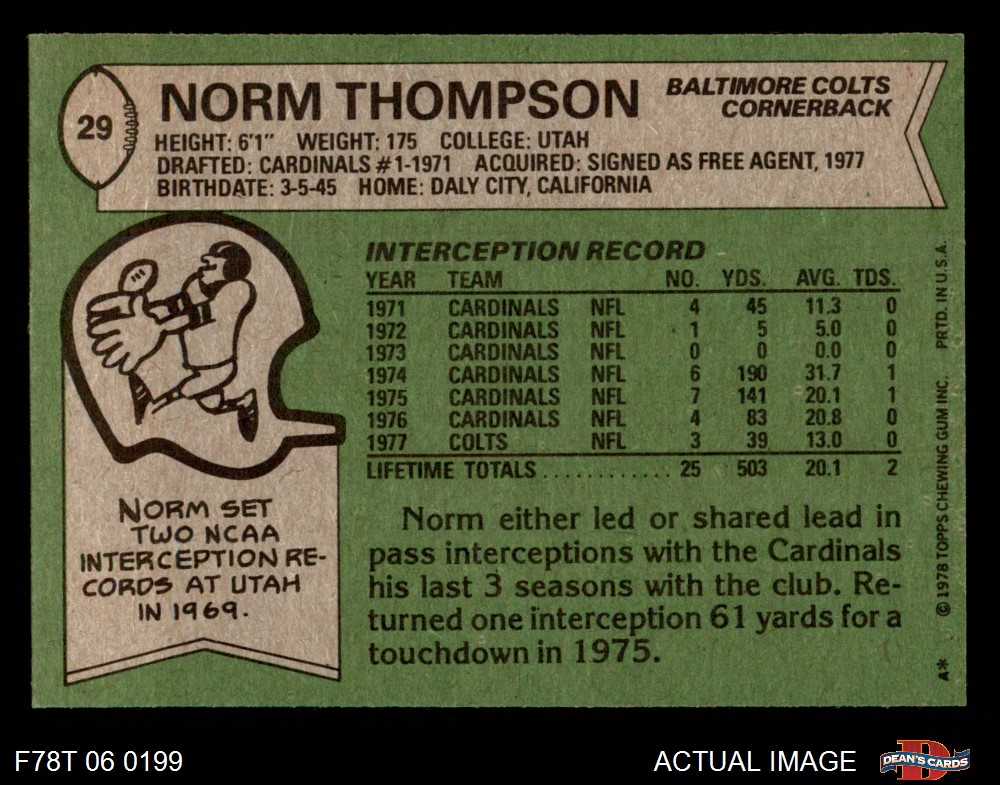 29
NORM THOMPSON
BALTIMORE COLTS
CORNERBACK
HEIGHT: 6'1" WEIGHT: 175 COLLEGE: UTAH
DRAFTED: CARDINALS #1-1971 ACQUIRED: SIGNED AS FREE AGENT, 1977
BIRTHDATE: 3-5-45 HOME: DALY CITY, CALIFORNIA
INTERCEPTION RECORD
YEAR TEAM NO. YDS. AVG. TDS.
1971 CARDINALS NFL 4 45 11.3 0
1972 CARDINALS NFL 1 5 5.0 0
1973 CARDINALS NFL 0 0 0.0 0
1974 CARDINALS NFL 6 190 31.7 1
1975 CARDINALS NFL 7 141 20.1 1
1976 CARDINALS NFL 4 83 20.8 0
1977 COLTS NFL 3 39 13.0 0
LIFETIME TOTALS............ 25 503 20.1 2
NORM SET
TWO NCAA
INTERCEPTION RE-
CORDS AT UTAH
IN 1969.
Norm either led or shared lead in
pass interceptions with the Cardinals
his last 3 seasons with the club. Re-
turned one interception 61 yards for a
touchdown in 1975.
A* © 1978 TOPPS CHEWING GUM INC. PRTD. IN U.S.A.
F78T 06 0199
ACTUAL IMAGE
D
DEAN'S CARDS